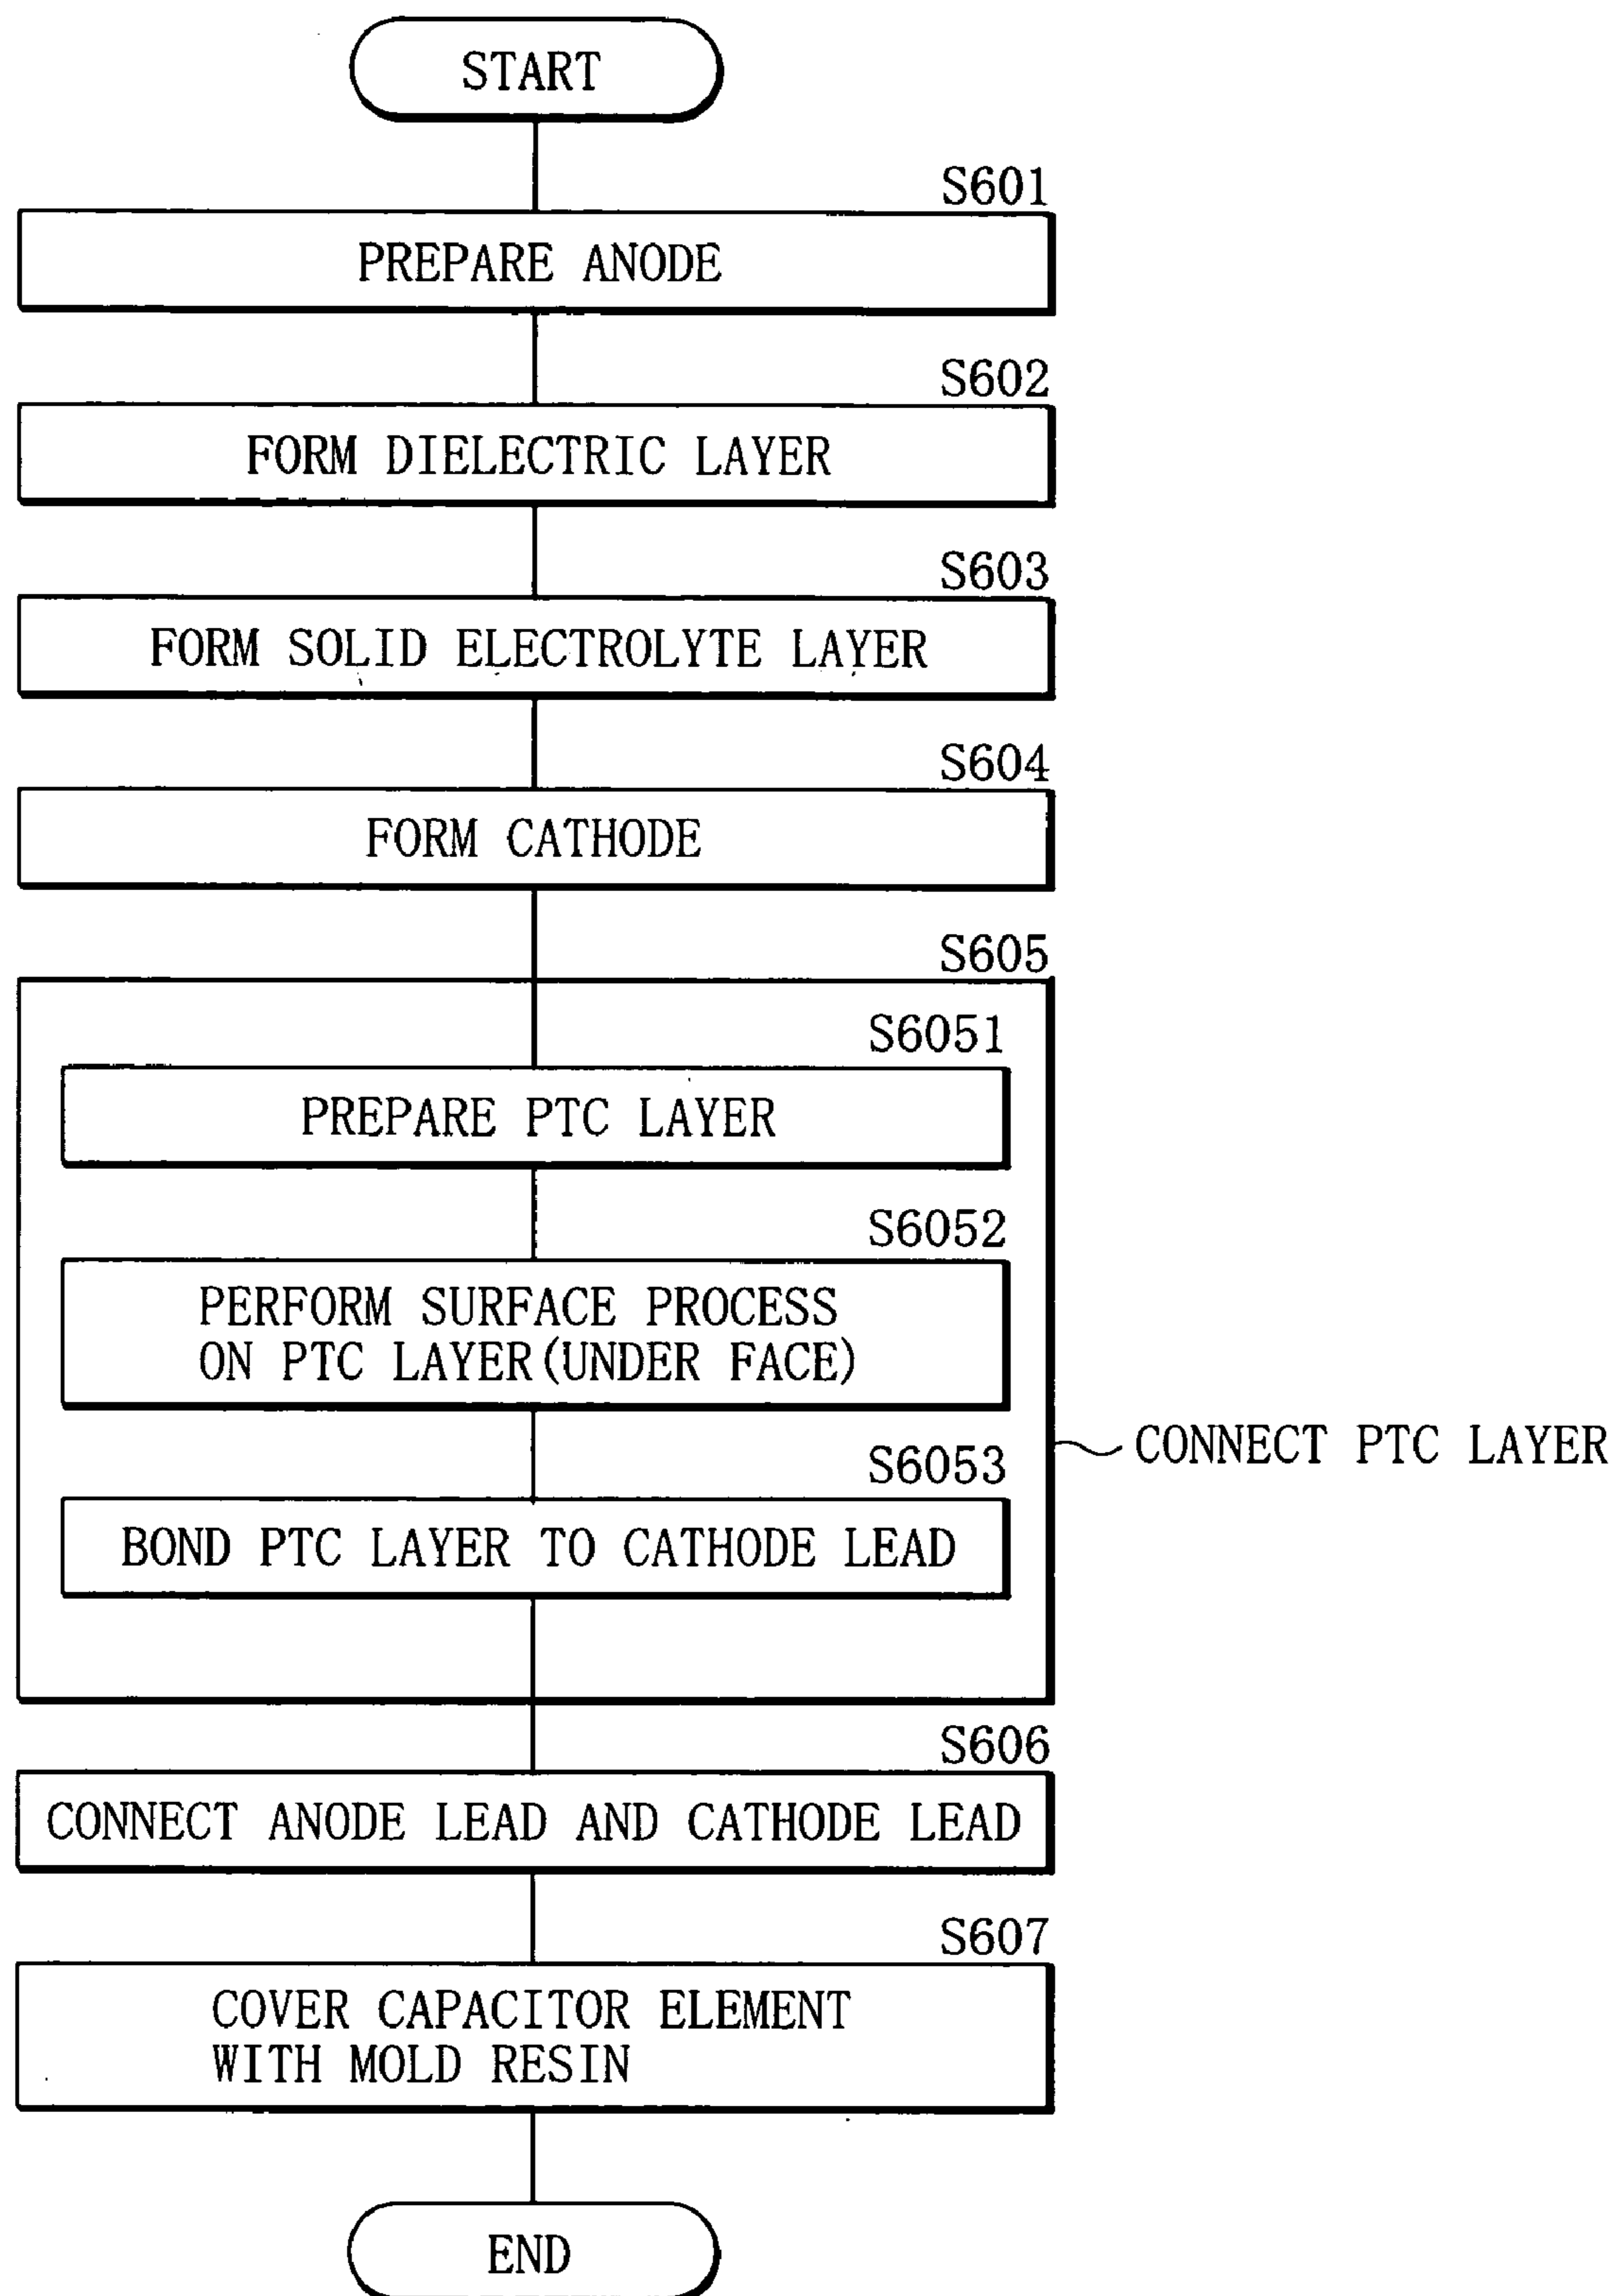 START
S601
PREPARE ANODE
S602
FORM DIELECTRIC LAYER
S603
FORM SOLID ELECTROLYTE LAYER
S604
FORM CATHODE
S605
S6051
PREPARE PTC LAYER
S6052
PERFORM SURFACE PROCESS
ON PTC LAYER(UNDER FACE)
CONNECT PTC LAYER
S6053
BOND PTC LAYER TO CATHODE LEAD
S606
CONNECT ANODE LEAD AND CATHODE LEAD
S607
COVER CAPACITOR ELEMENT
WITH MOLD RESIN
END